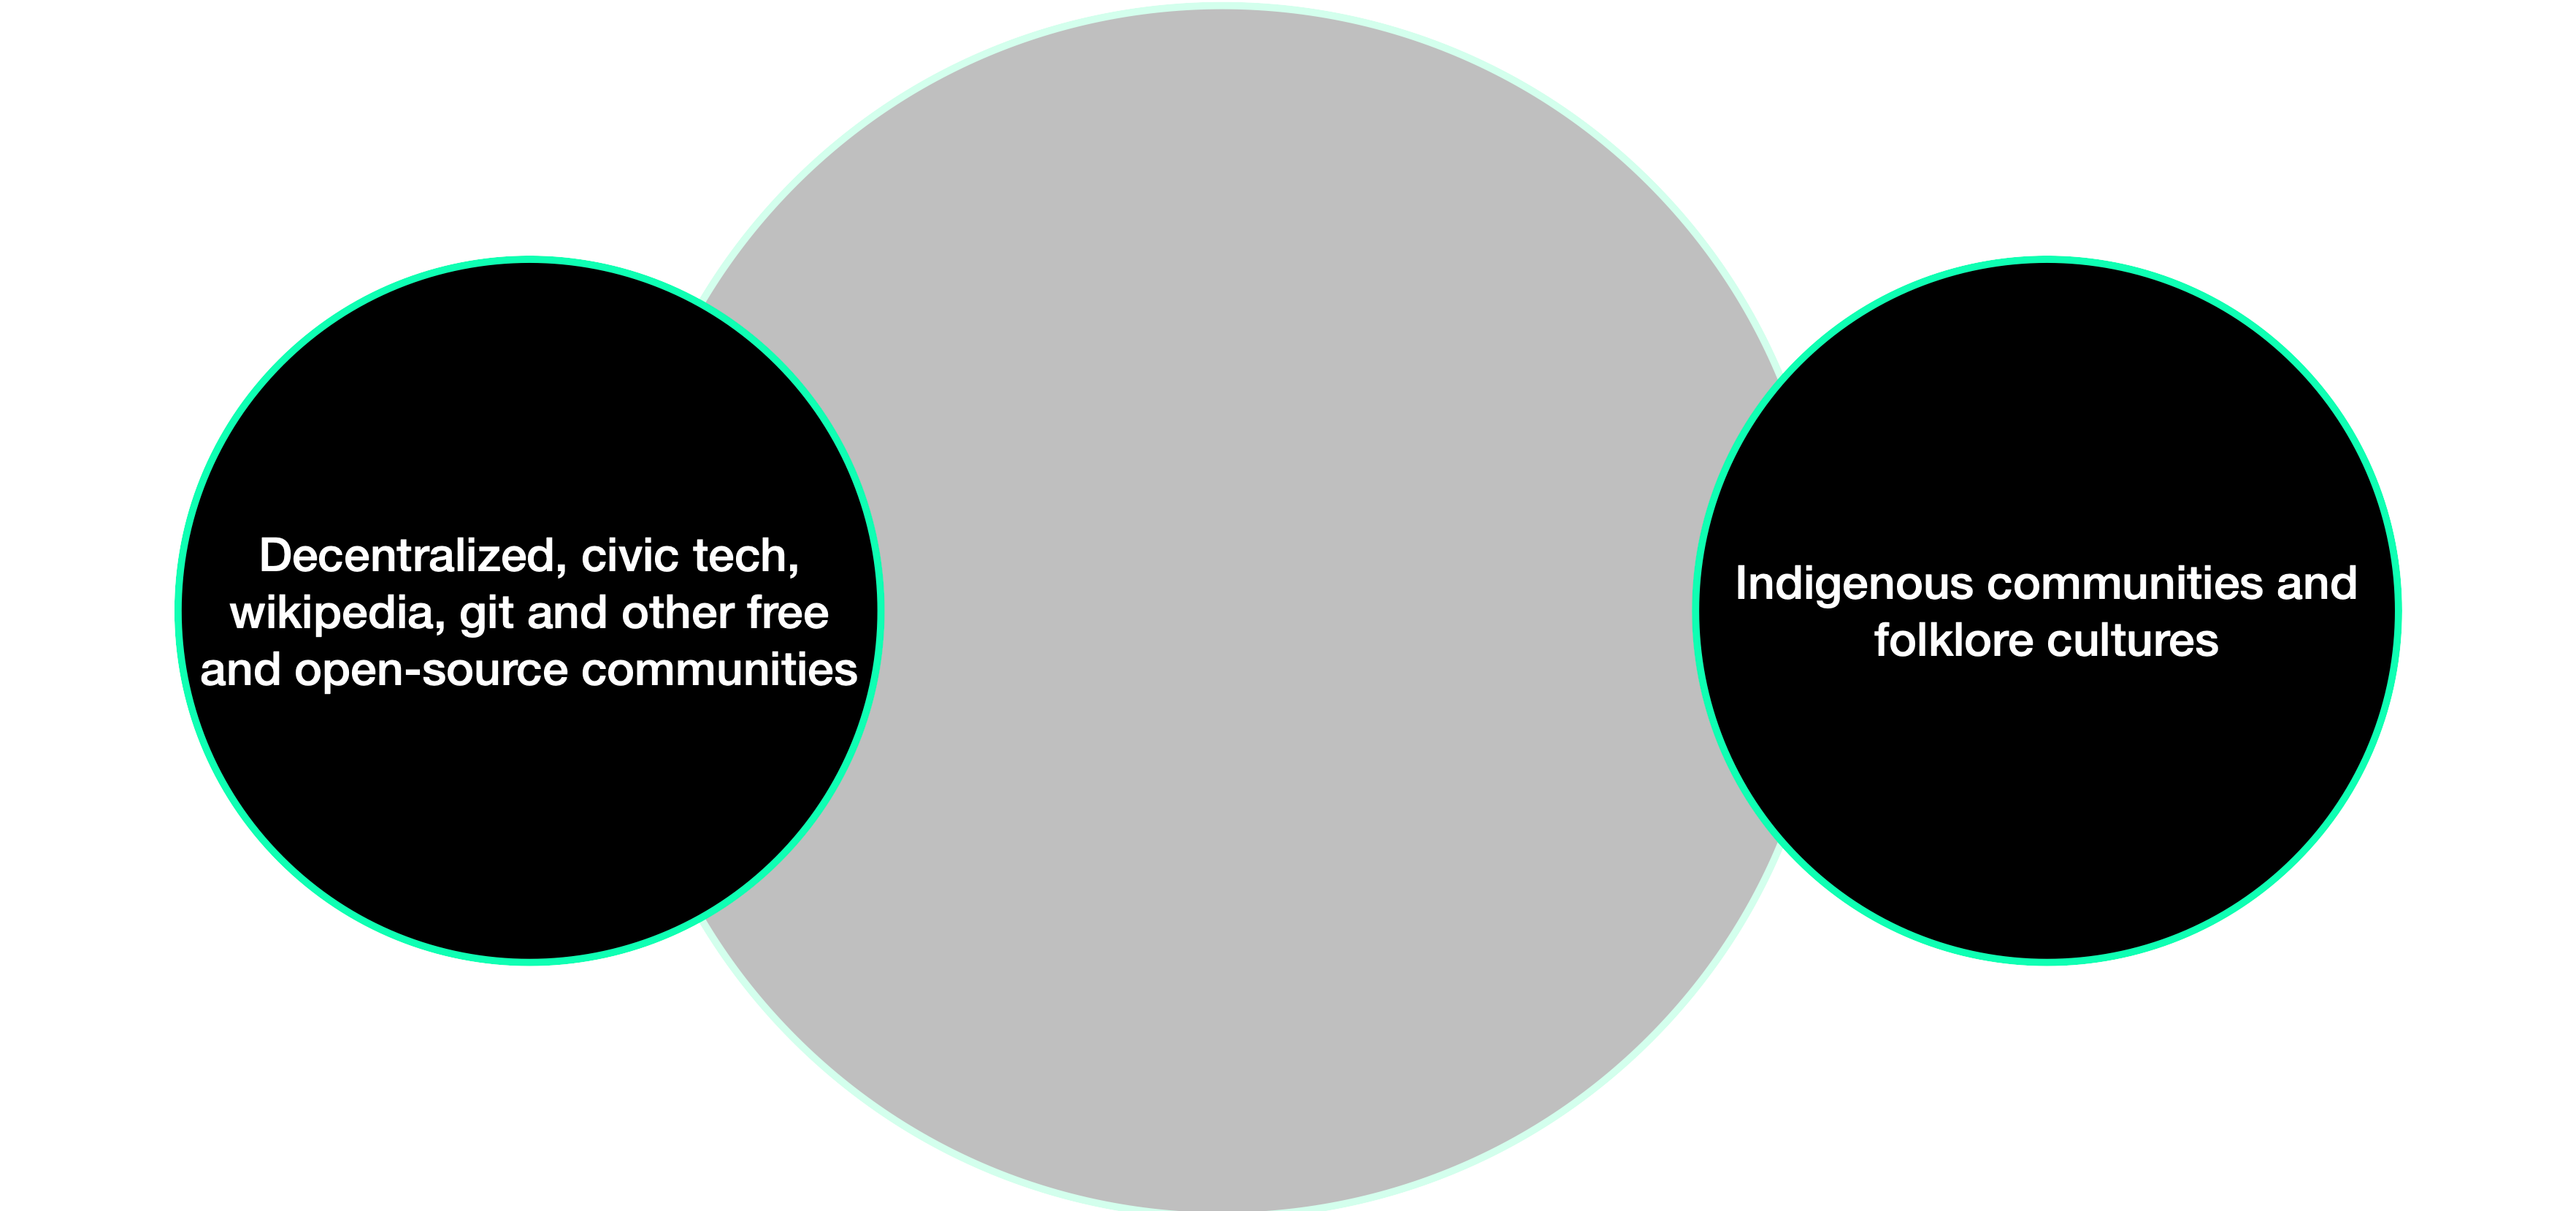 Decentralized, civic tech,
wikipedia, git and other free
and open-source communities
Indigenous communities and
folklore cultures